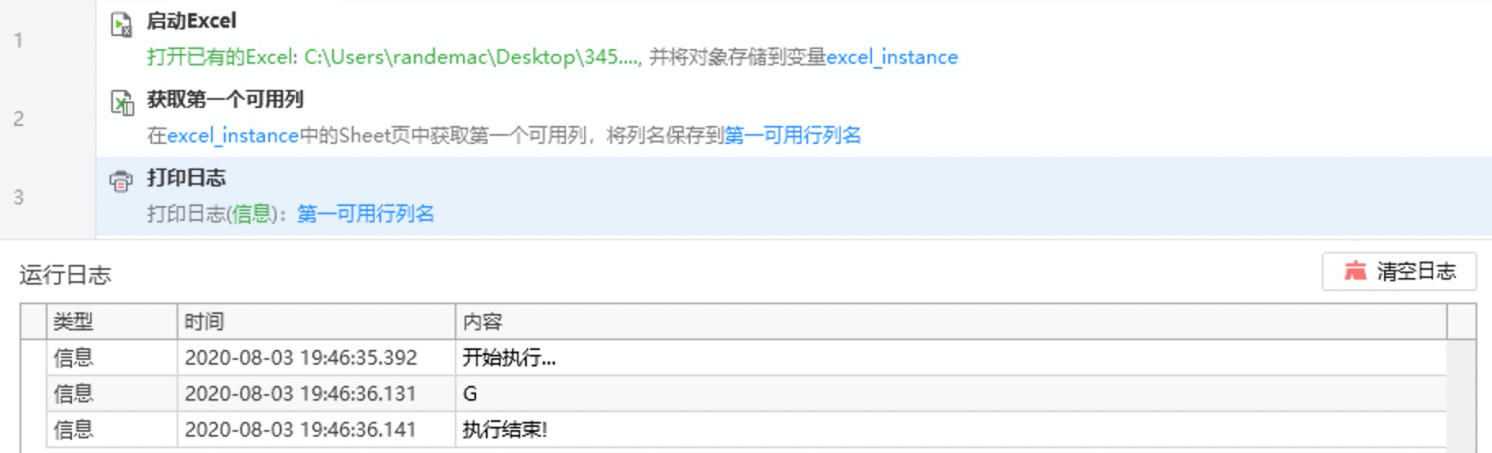 1
启动Excel
打开已有的Excel: C:\Users\randemac\Desktop\345...., 并将对象存储到变量excel_instance
2
获取第一个可用列
在excel_instance中的Sheet页中获取第一个可用列，将列名保存到第一可用行列名
3
打印日志
打印日志(信息)：第一可用行列名
运行日志
清空日志
类型 时间 内容
信息 2020-08-03 19:46:35.392 开始执行...
信息 2020-08-03 19:46:36.131 G
信息 2020-08-03 19:46:36.141 执行结束!